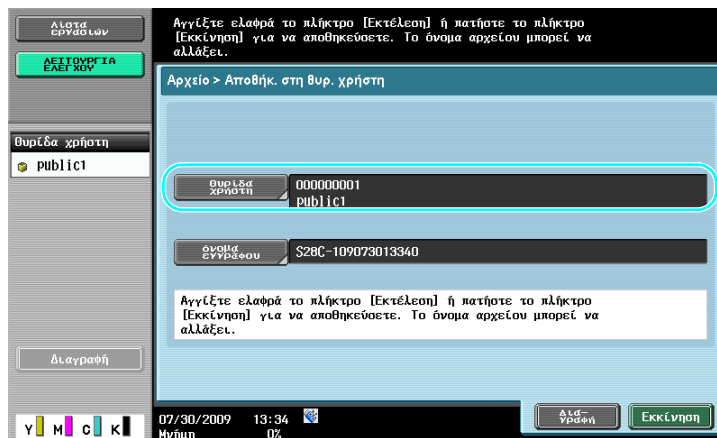 Λίστα
εργασιών
Αγγίξτε ελαφρά το πλήκτρο [Εκτέλεση] ή πατήστε το πλήκτρο
[Εκκίνηση] για να αποθηκεύσετε. Το όνομα αρχείου μπορεί να
αλλάξει.
ΛΕΙΤΟΥΡΓΙΑ
ΕΛΕΓΧΟΥ
Αρχείο > Αποθήκ. στη θυρ. χρήστη
Θυρίδα χρήστη
public1
Θυρίδα
χρήστη
000000001
public1
όνομα
εγγράφου
S28C-109073013340
Αγγίξτε ελαφρά το πλήκτρο [Εκτέλεση] ή πατήστε το πλήκτρο
[Εκκίνηση] για να αποθηκεύσετε. Το όνομα αρχείου μπορεί να
αλλάξει.
Διαγραφή
Y M C K
07/30/2009 13:34
Μνήμη 0%
Δια-
γραφή
Εκκίνηση